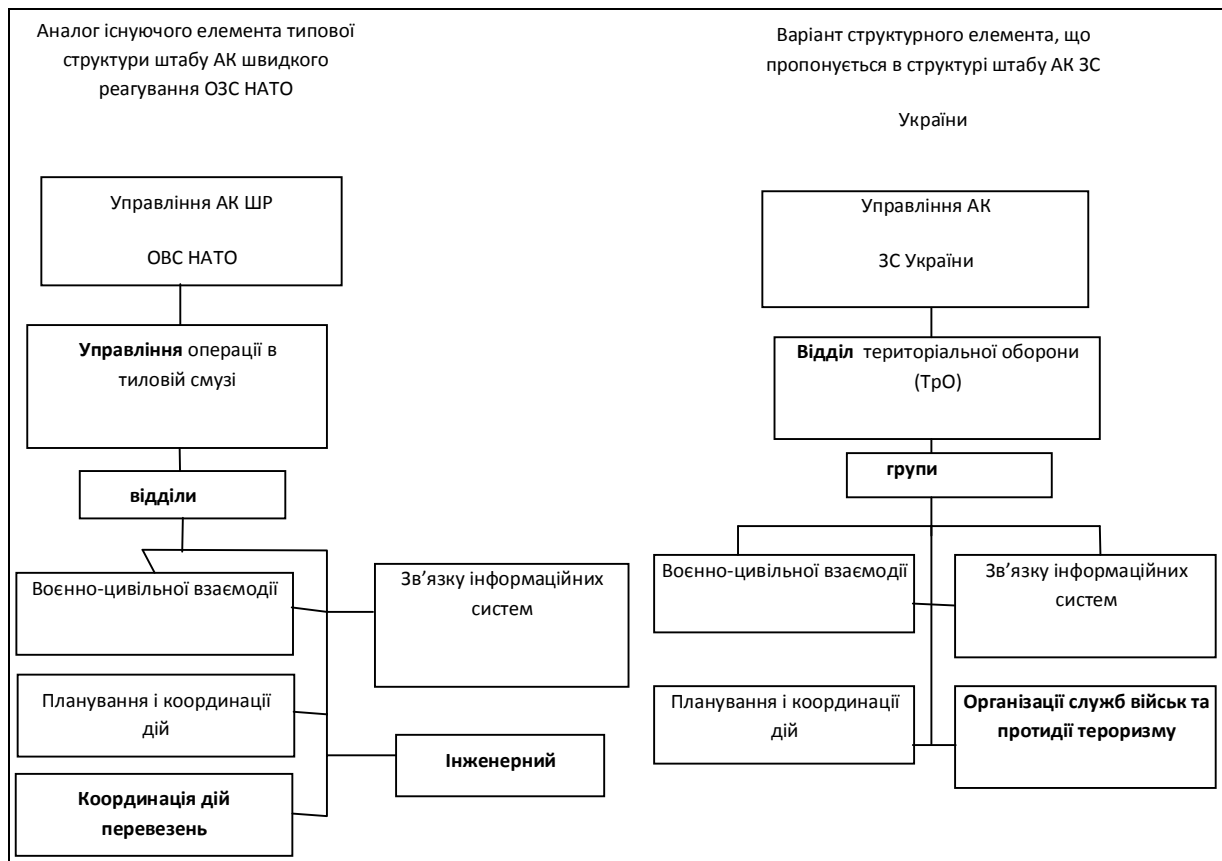 Аналог існуючого елемента типової
структури штабу АК швидкого
реагування ОЗС НАТО
Управління АК ШР
ОВС НАТО
Управління операції в
тиловій смузі
відділи
Воєнно-цивільної взаємодії
Зв’язку інформаційних
систем
Планування і координації
дій
Інженерний
Координація дій
перевезень
Варіант структурного елемента, що
пропонується в структурі штабу АК ЗС
України
Управління АК
ЗС України
Відділ територіальної оборони
(ТрО)
групи
Воєнно-цивільної взаємодії
Зв’язку інформаційних
систем
Планування і координації
дій
Організації служб військ та
протидії тероризму